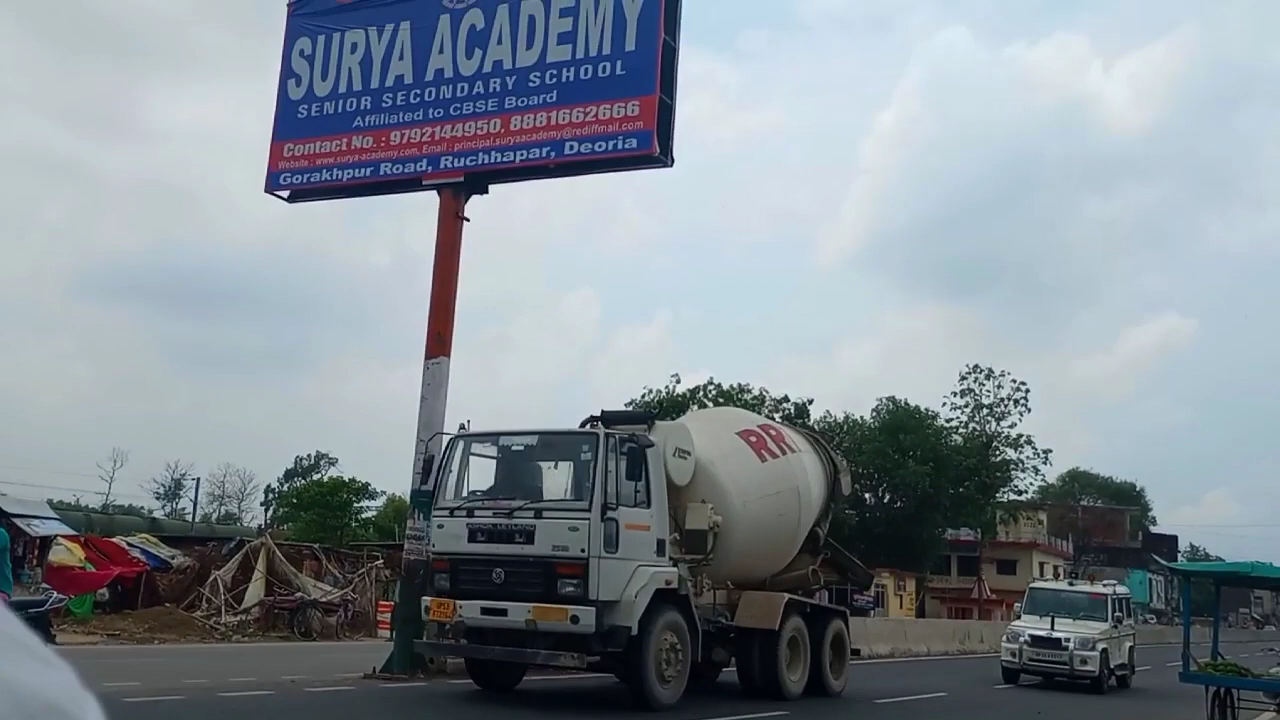 SURYA ACADEMY
SENIOR SECONDARY SCHOOL
Affiliated to CBSE Board
Contact No. : 9792144950, 8881662666
Website : www.surya-academy.com, Email : principal.suryaacademy@rediffmail.com
Gorakhpur Road, Ruchhapar, Deoria
RR
ASHOK LEYLAND